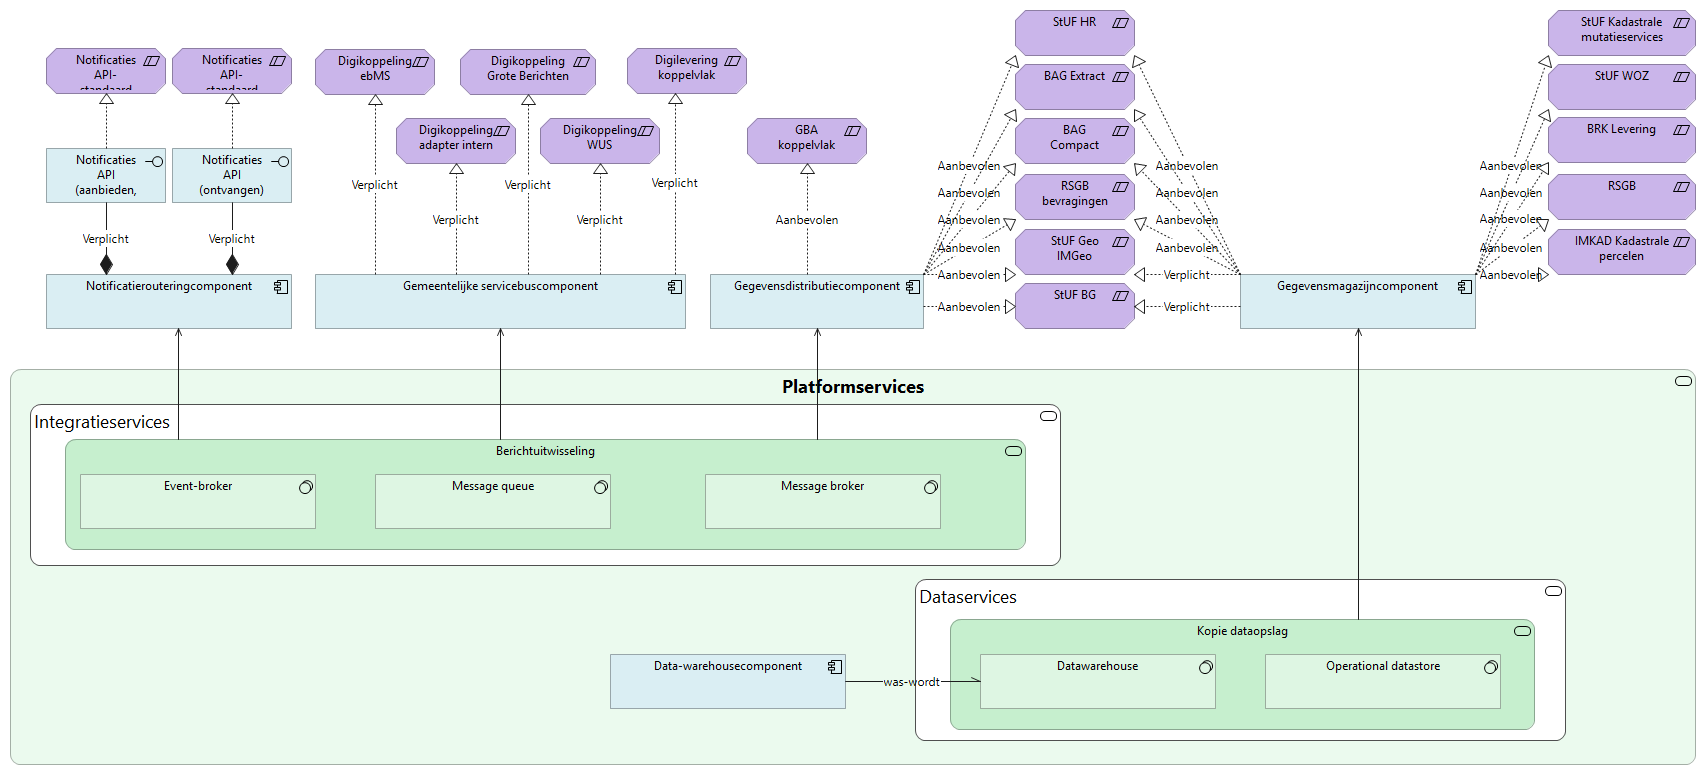 Notificaties
API-
standaard
Notificaties
API-
standaard
Digikoppeling
ebMS
Digikoppeling
Grote Berichten
Digilevering
koppelvlak
Digikoppeling
adapter intern
Digikoppeling
WUS
GBA
koppelvlak
StUF HR
BAG Extract
BAG
Compact
RSGB
bevragingen
StUF Geo
IMGeo
StUF BG
StUF Kadastrale
mutatieservices
StUF WOZ
BRK Levering
RSGB
IMKAD Kadastrale
percelen
Notificaties
API
(aanbieden,
Notificaties
API
(ontvangen)
Verplicht
Verplicht
Verplicht
Verplicht
Verplicht
Verplicht
Verplicht
Aanbevolen
Aanbevolen
Aanbevolen
Aanbevolen
Aanbevolen
Aanbevolen
Aanbevolen
Aanbevolen
Aanbevolen
Aanbevolen
Aanbevolen
Verplicht
Verplicht
Aanbevolen
Aanbevolen
Aanbevolen
Aanbevolen
Aanbevolen
Notificatierouteringcomponent
Gemeentelijke servicebuscomponent
Gegevensdistributiecomponent
Gegevensmagazijncomponent
Platformservices
Integratieservices
Berichtuitwisseling
Event-broker
Message queue
Message broker
Dataservices
Kopie dataopslag
Data-warehousecomponent
was-wordt
Datawarehouse
Operational datastore